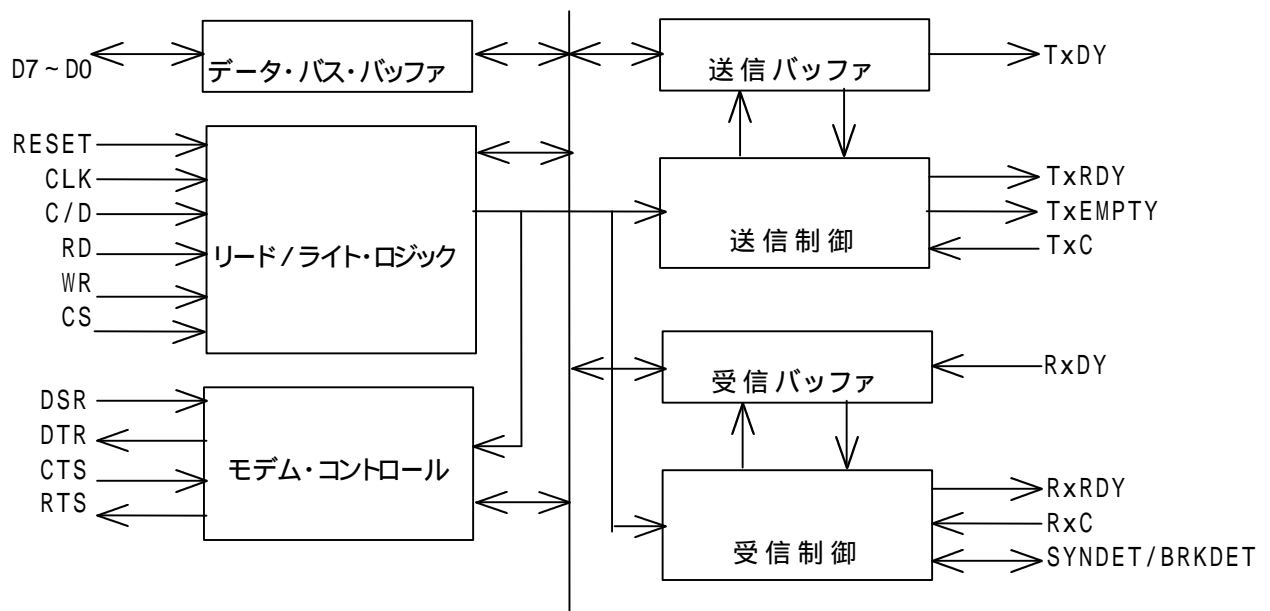 D7~D0
データ・バス・バッファ
RESET
CLK
C/D
RD
WR
CS
リード/ライト・ロジック
DSR
DTR
CTS
RTS
モデム・コントロール
送信バッファ
TxDY
送信制御
TxRDY
TxEMPTY
TxC
受信バッファ
RxDY
受信制御
RxRDY
RxC
SYNDET/BRKDET